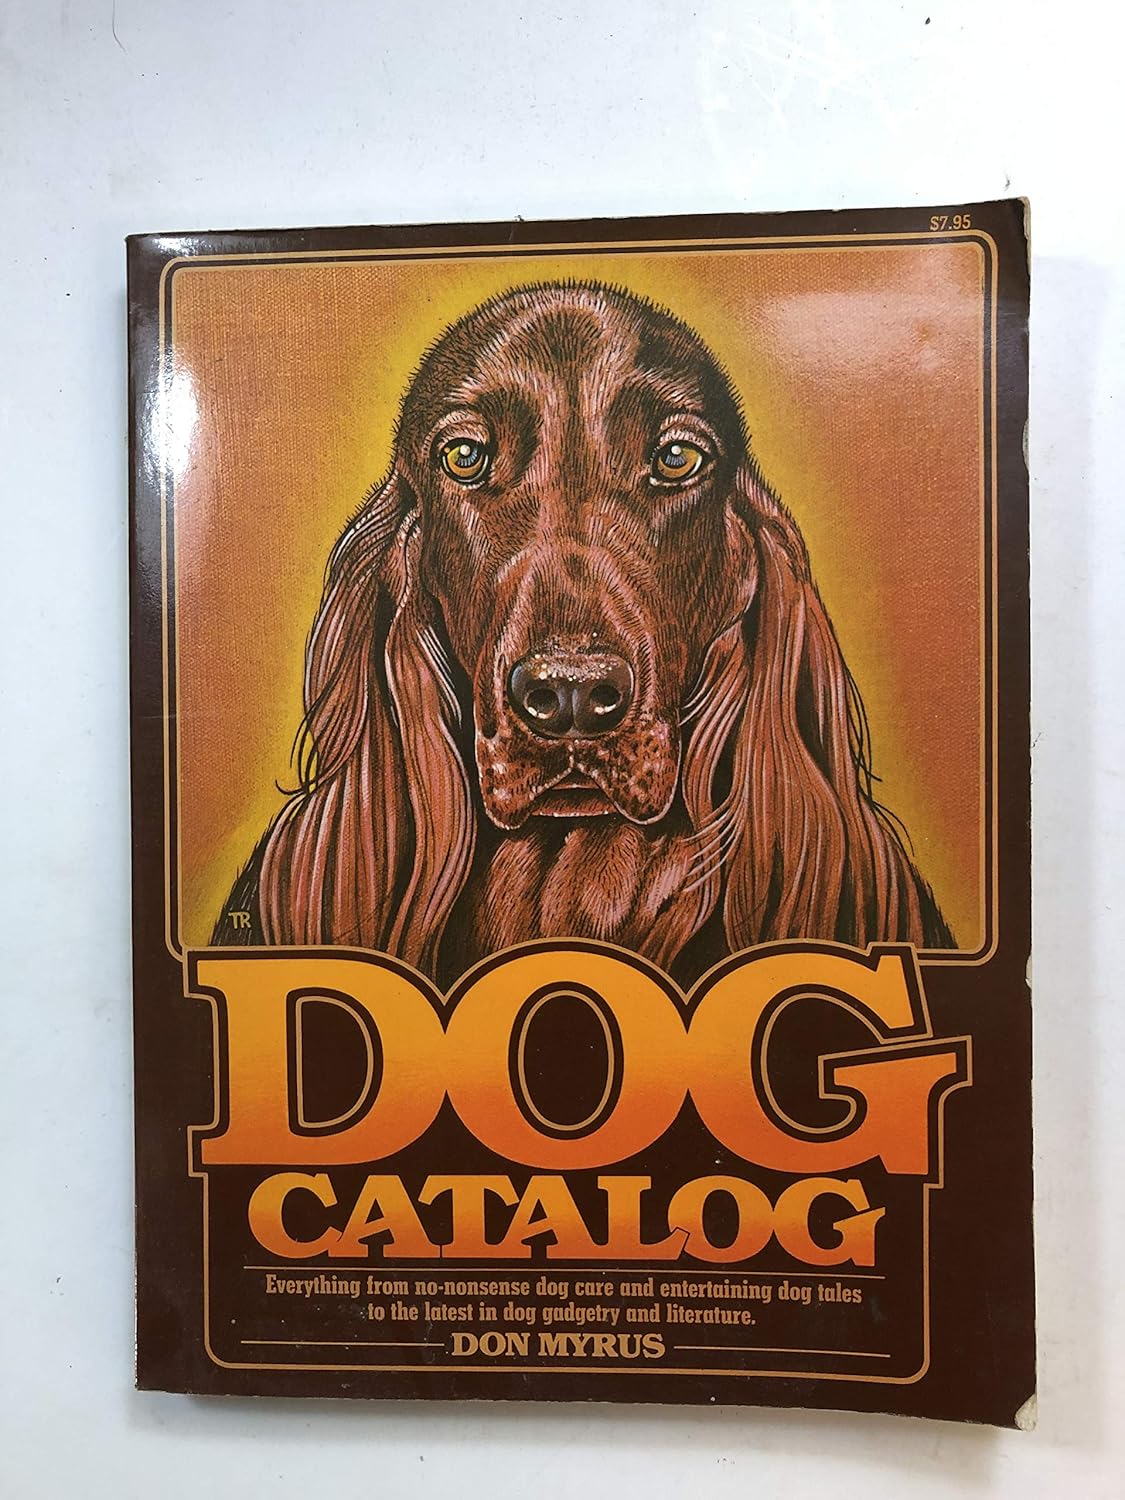 $7.95
TR
DOG
CATALOG
Everything from no-nonsense dog care and entertaining dog tales
to the latest in dog gadgetry and literature.
DON MYRUS